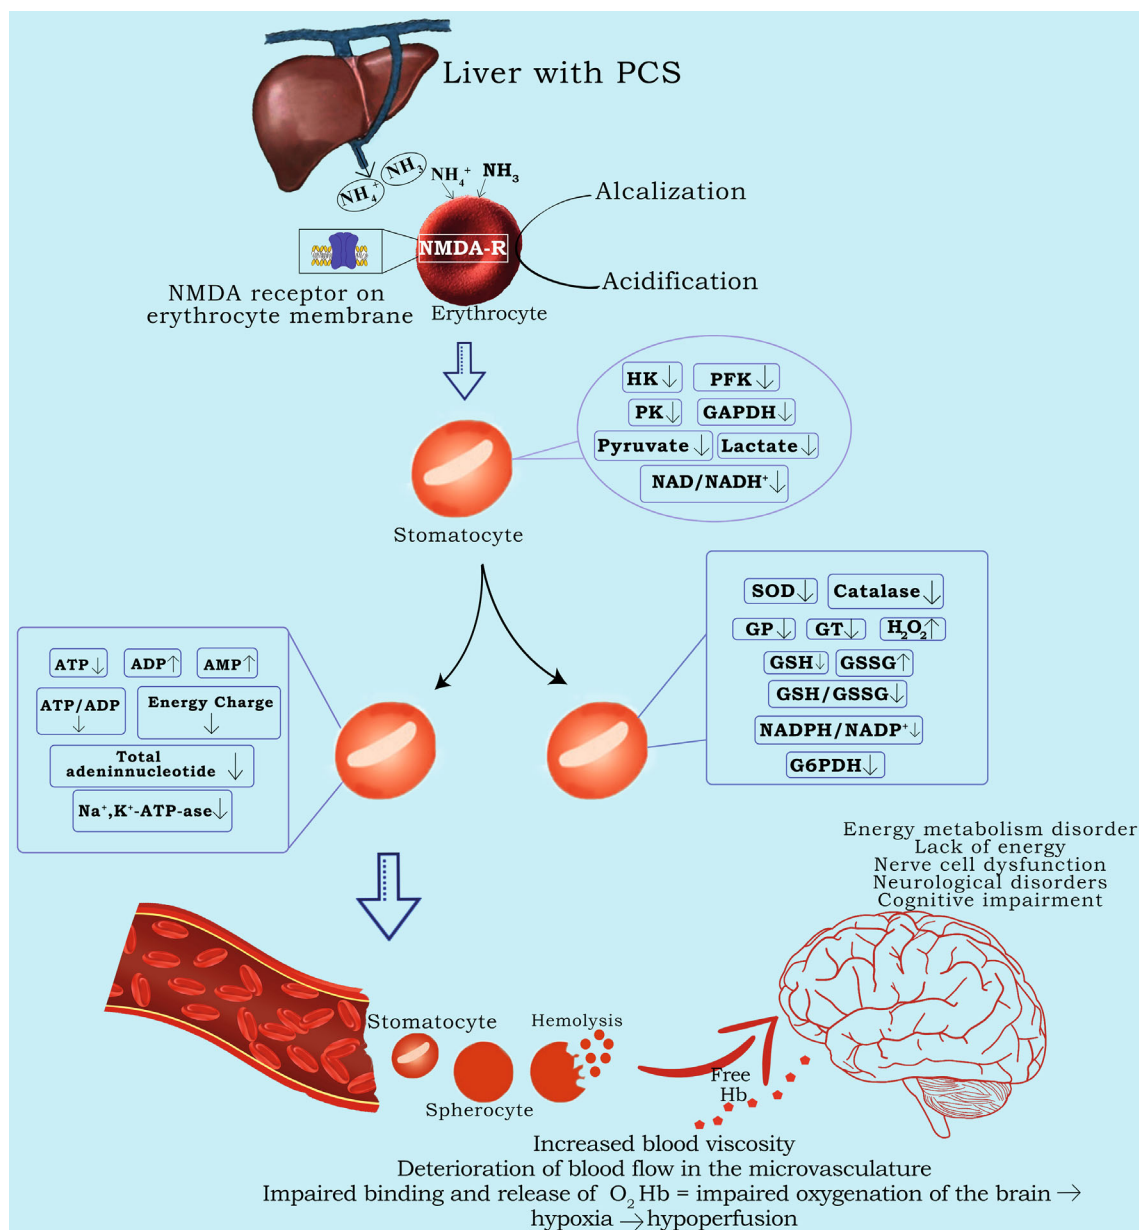 Liver with PCS
NH₄⁺
NH₃
NH₄⁺
NH₃
Alcalization
NMDA-R
Acidification
NMDA receptor on
erythrocyte membrane
Erythrocyte
HK↓
PFK↓
PK↓
GAPDH↓
Pyruvate↓
Lactate↓
NAD/NADH⁺↓
Stomatocyte
SOD↓
Catalase↓
GP↓
GT↓
H₂O₂↑
GSH↓
GSSG↑
GSH/GSSG↓
NADPH/NADP⁺↓
G6PDH↓
ATP↓
ADP↑
AMP↑
ATP/ADP
↓
Energy Charge
↓
Total
adeninnucleotide ↓
Na⁺,K⁺-ATP-ase↓
Energy metabolism disorder
Lack of energy
Nerve cell dysfunction
Neurological disorders
Cognitive impairment
Stomatocyte
Hemolysis
Spherocyte
Free
Hb
Increased blood viscosity
Deterioration of blood flow in the microvasculature
Impaired binding and release of O₂Hb = impaired oxygenation of the brain →
hypoxia → hypoperfusion